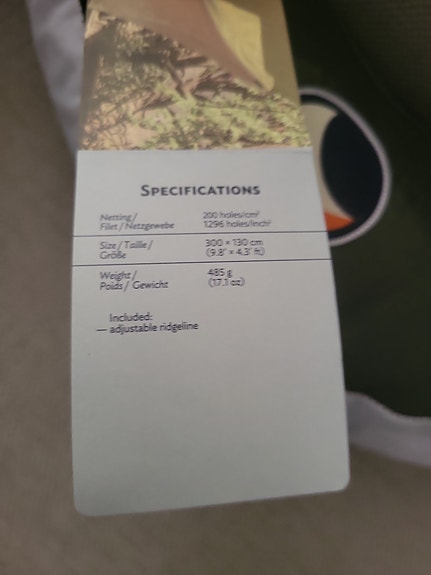 SPECIFICATIONS
Netting/ 200 holes/cm²
Filet/Netzgewebe 1296 holes/inch²
Size/Taille/ 300 × 130 cm
Größe (9.8' × 4.3' ft)
Weight/ 485 g
Poids/ Gewicht (17.1 oz)
Included:
— adjustable ridgeline